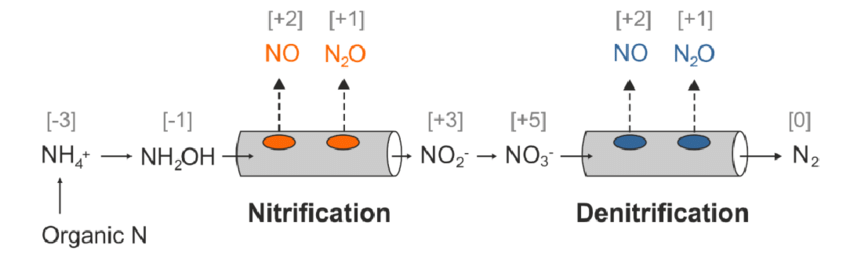 [+2] [+1] [+2] [+1]
NO N₂O NO N₂O
[-3] [-1] [+3] [+5] [0]
NH₄⁺ NH₂OH NO₂⁻ NO₃⁻ N₂
Nitrification Denitrification
Organic N